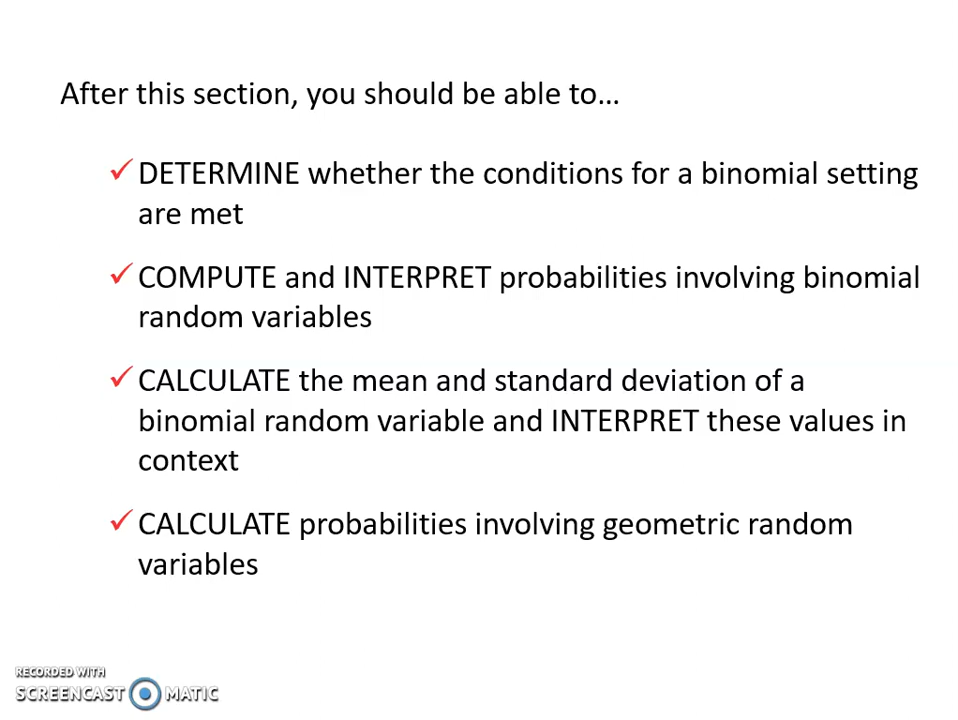 After this section, you should be able to…
✓DETERMINE whether the conditions for a binomial setting
are met
✓COMPUTE and INTERPRET probabilities involving binomial
random variables
✓CALCULATE the mean and standard deviation of a
binomial random variable and INTERPRET these values in
context
✓CALCULATE probabilities involving geometric random
variables
RECORDED WITH
SCREENCAST MATIC